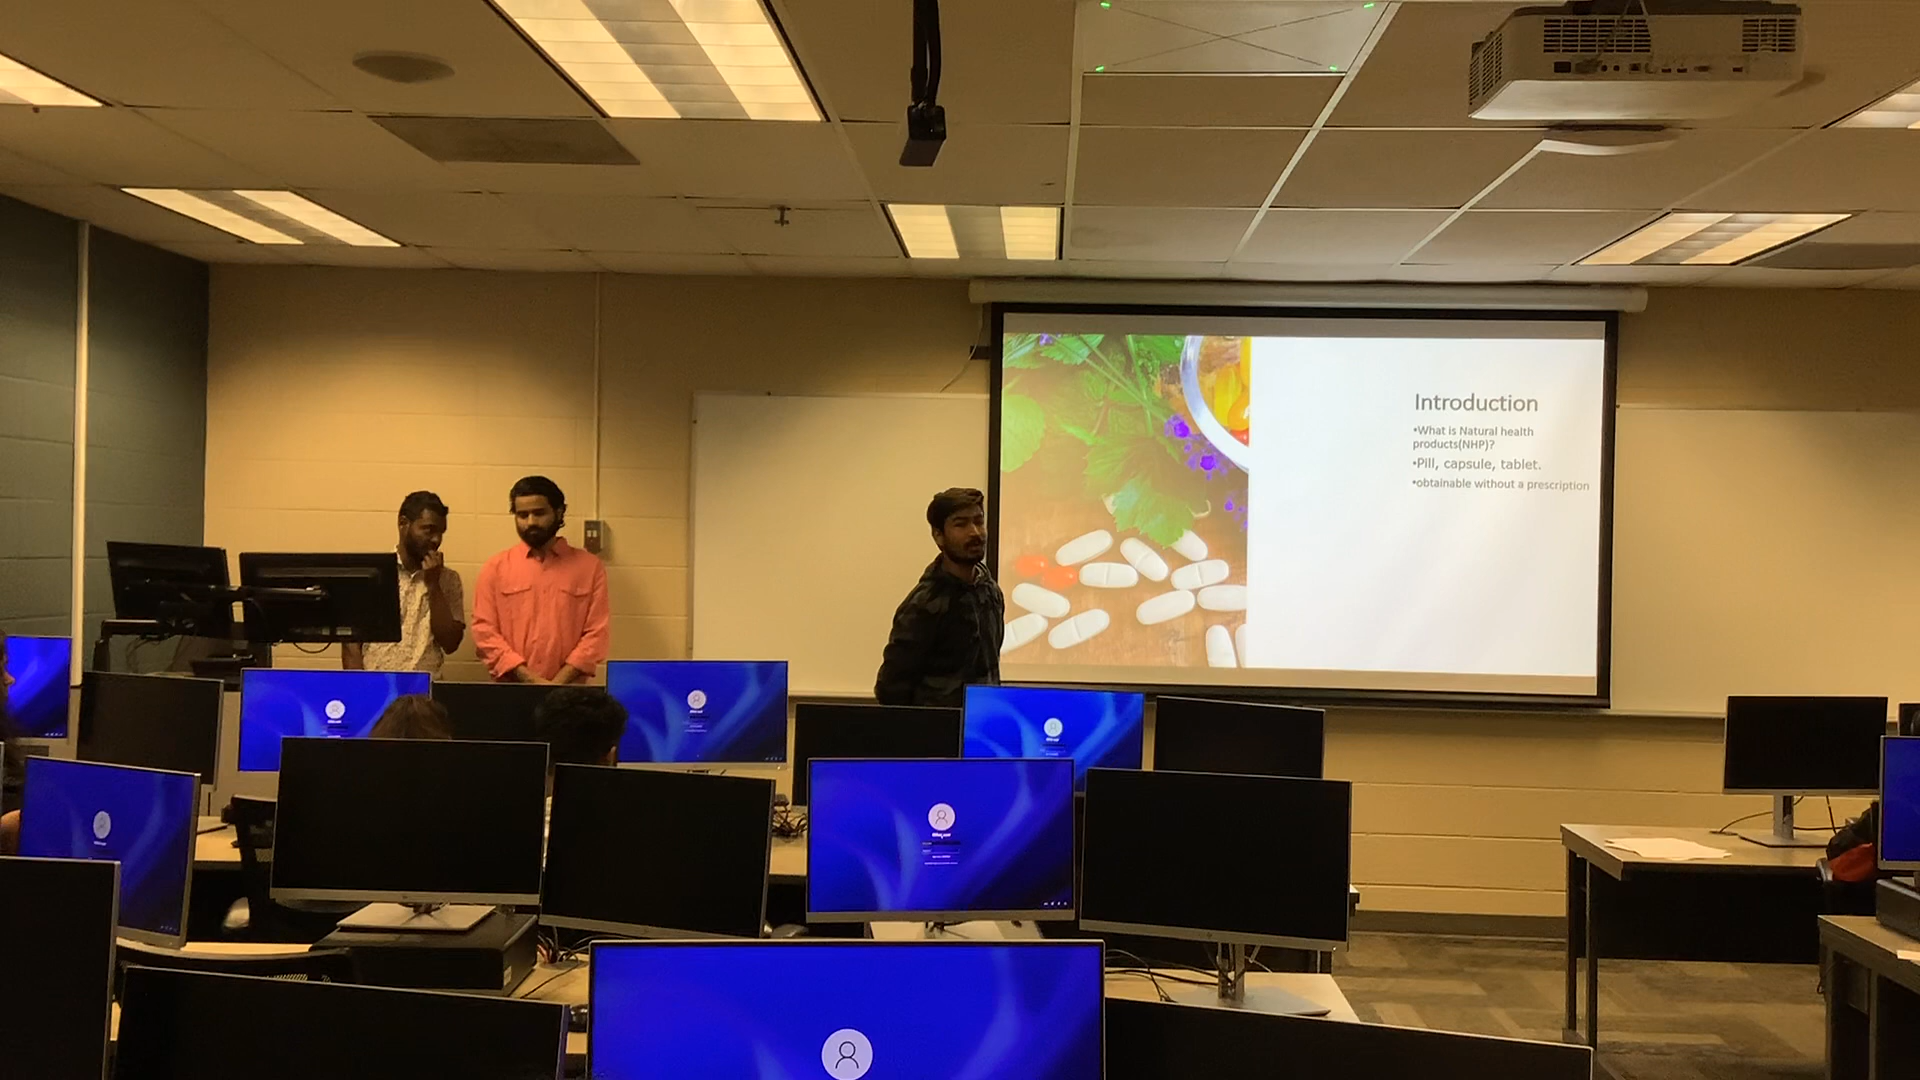 Introduction
•What is Natural health
products(NHP)?
•Pill, capsule, tablet.
•obtainable without a prescription